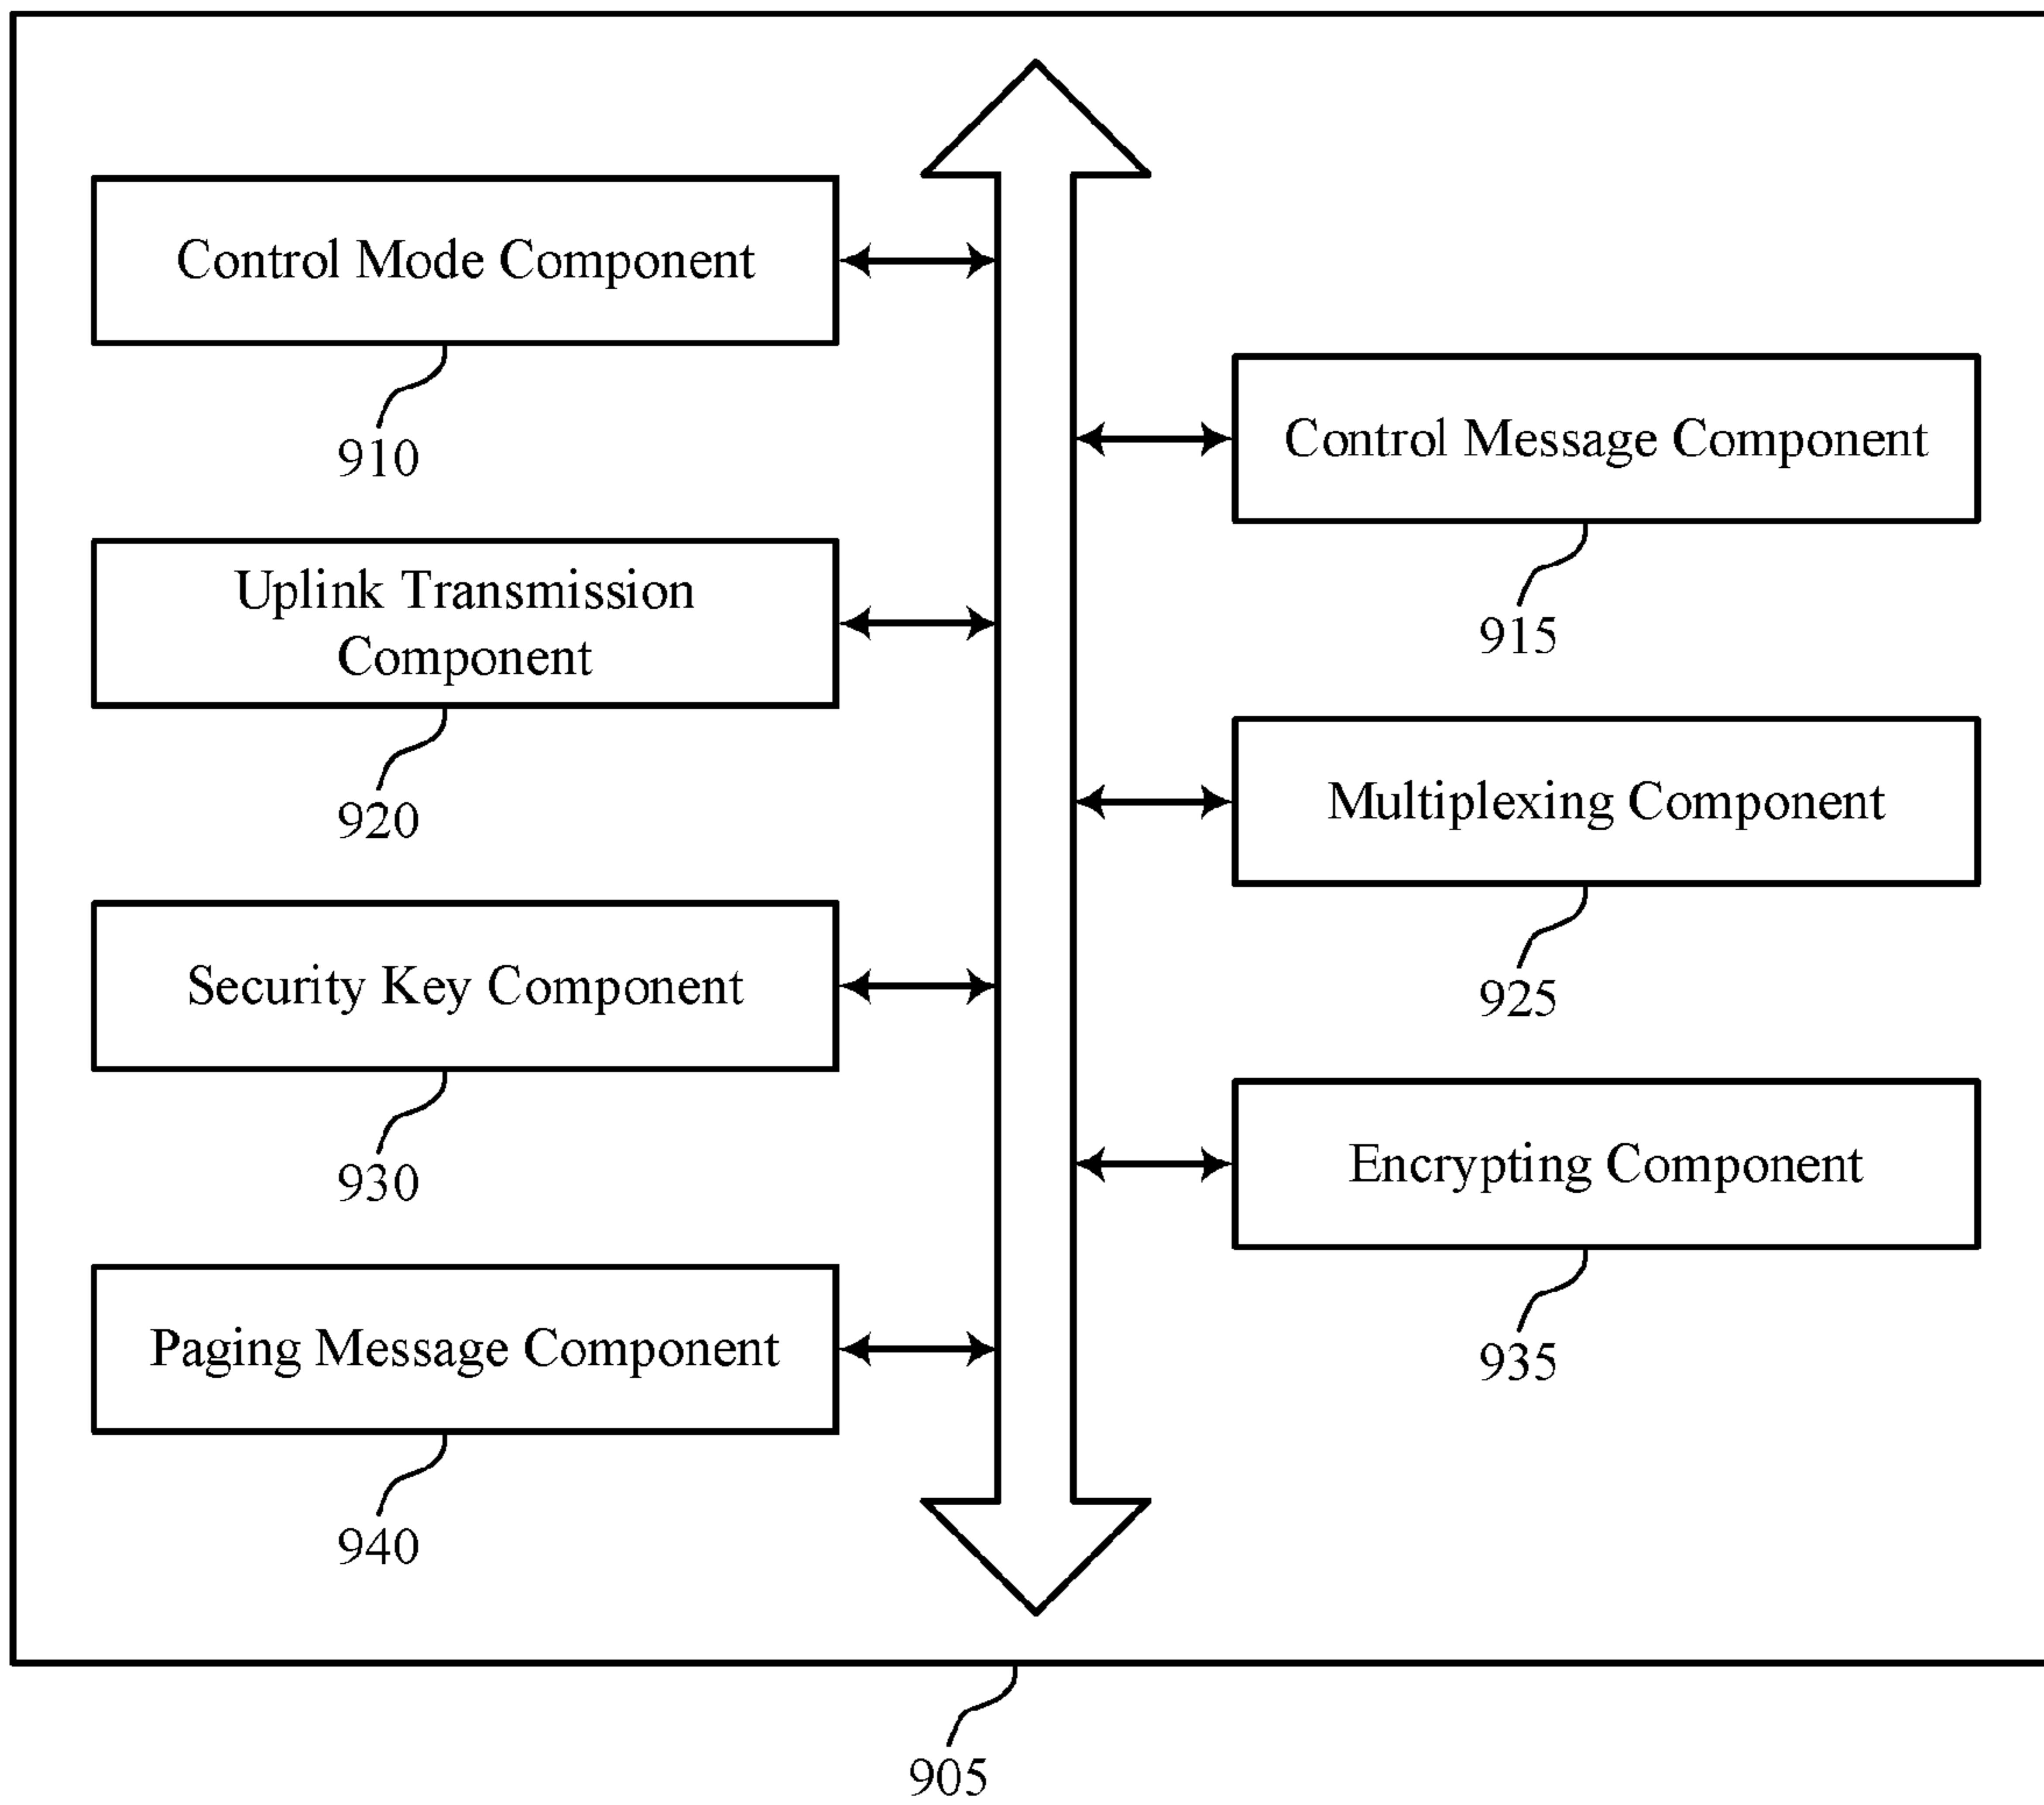 Control Mode Component
910
Control Message Component
915
Uplink Transmission
Component
920
Multiplexing Component
925
Security Key Component
930
Encrypting Component
935
Paging Message Component
940
905